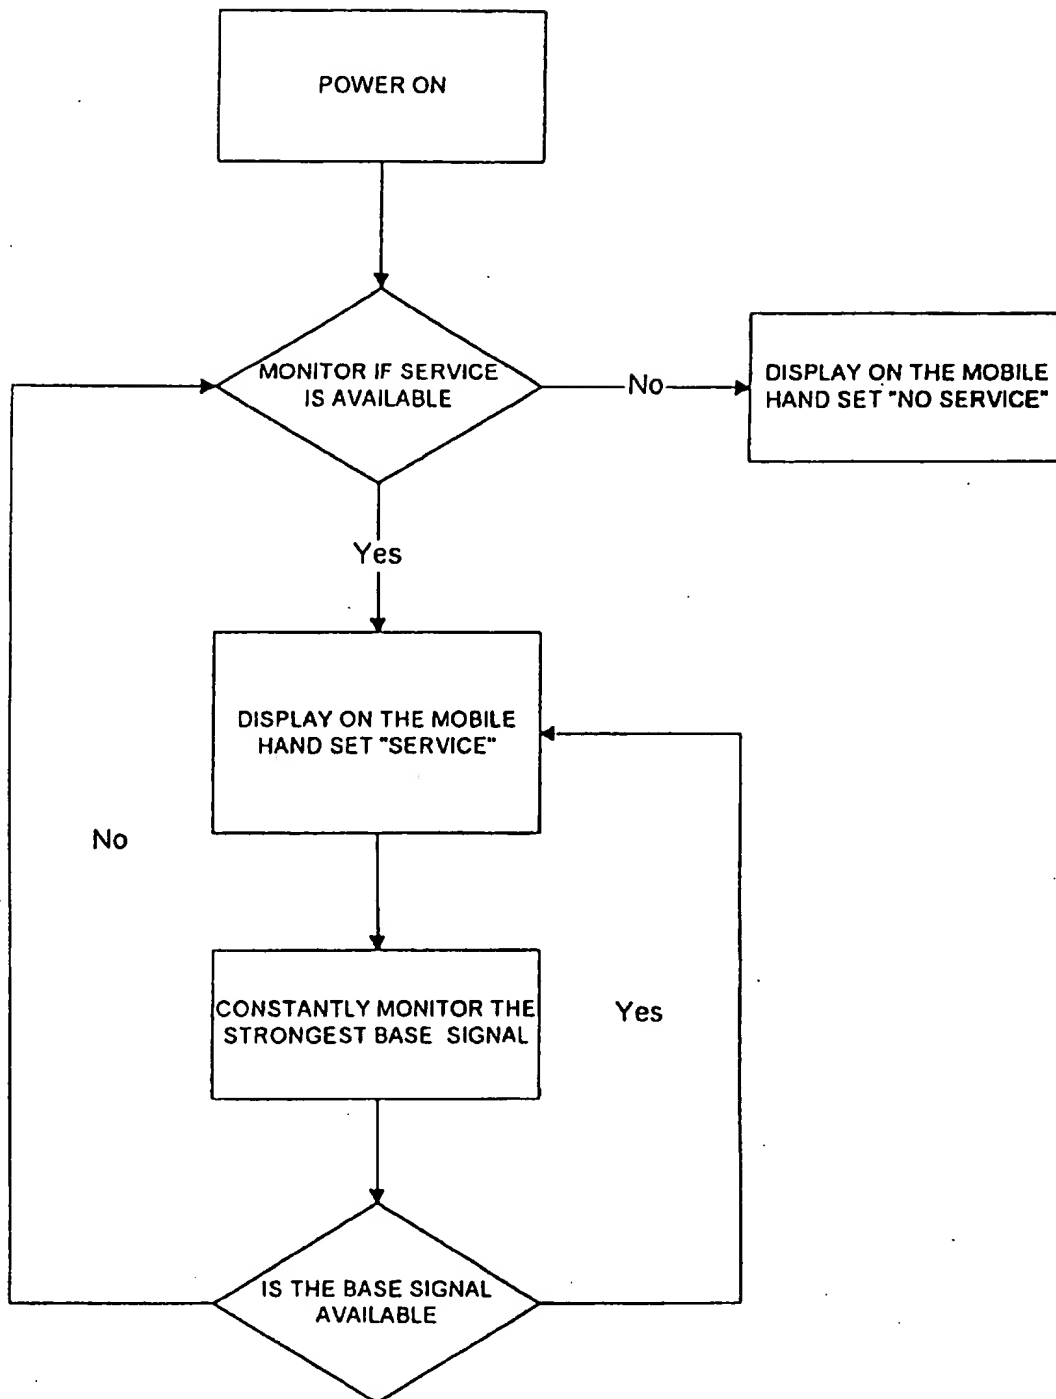 POWER ON
MONITOR IF SERVICE
IS AVAILABLE
No
DISPLAY ON THE MOBILE
HAND SET "NO SERVICE"
Yes
DISPLAY ON THE MOBILE
HAND SET "SERVICE"
No
CONSTANTLY MONITOR THE
STRONGEST BASE SIGNAL
Yes
IS THE BASE SIGNAL
AVAILABLE